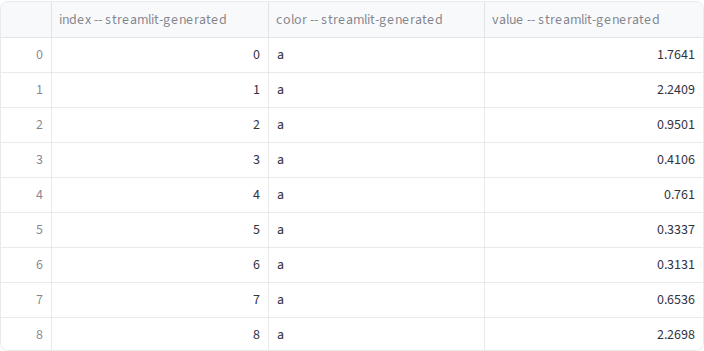 index -- streamlit-generated color -- streamlit-generated value -- streamlit-generated
0 0 a 1.7641
1 1 a 2.2409
2 2 a 0.9501
3 3 a 0.4106
4 4 a 0.761
5 5 a 0.3337
6 6 a 0.3131
7 7 a 0.6536
8 8 a 2.2698